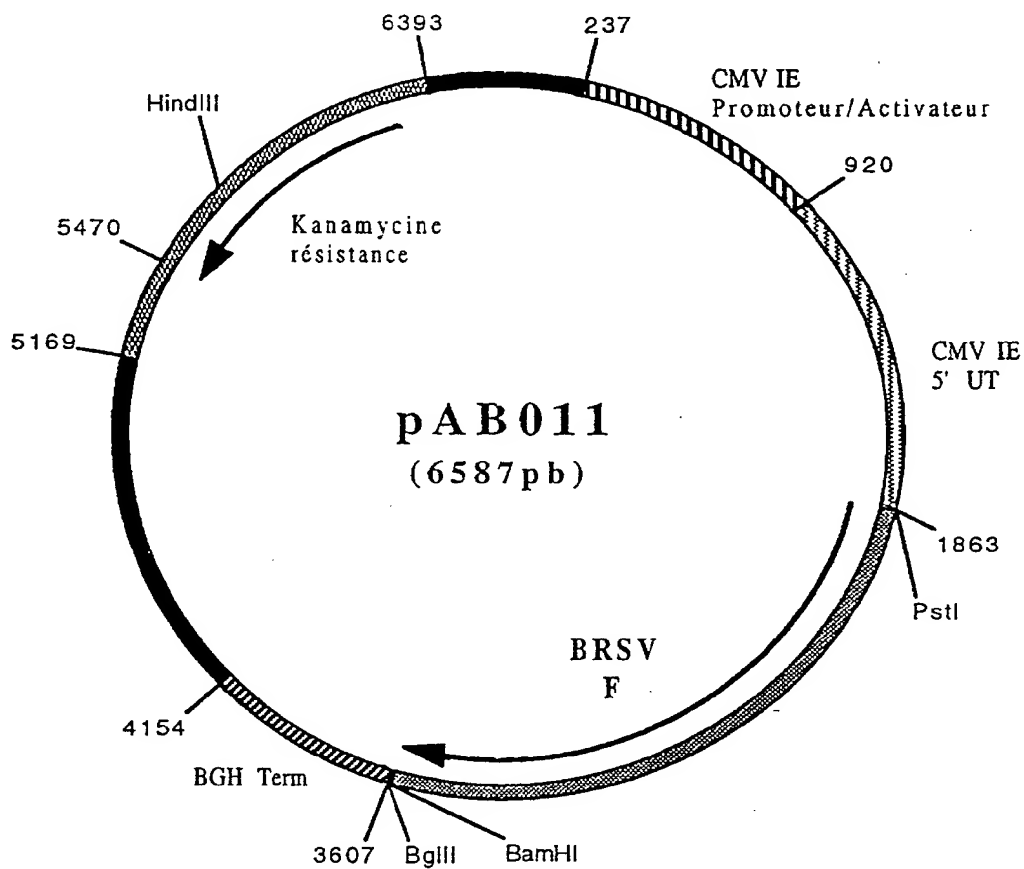 6393
237
HindIII
CMV IE
Promoteur/Activateur
920
Kanamycine
résistance
5470
5169
CMV IE
5' UT
pAB011
(6587pb)
1863
PstI
BRSV
F
4154
BGH Term
3607
BglII
BamHI